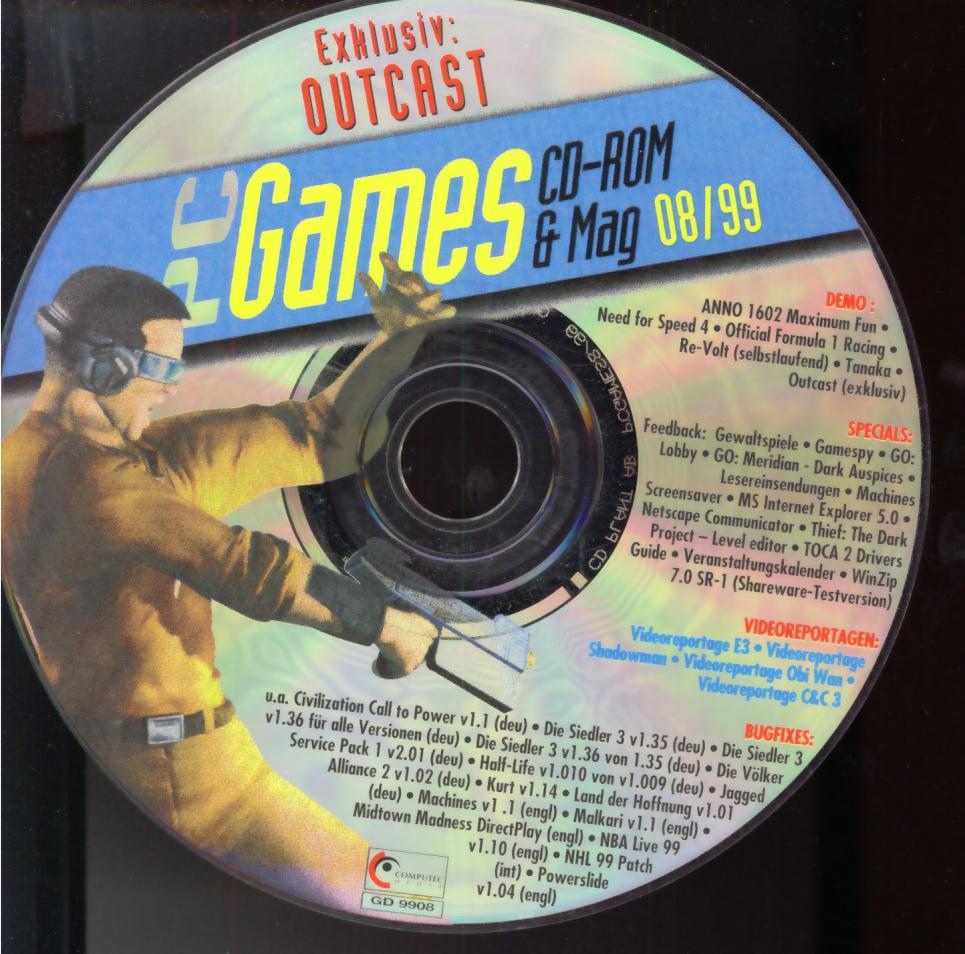 Exklusiv:
OUTCAST
PC Games CD-ROM
& Mag 08/99
DEMO :
ANNO 1602 Maximum Fun •
Need for Speed 4 • Official Formula 1 Racing •
Re-Volt (selbstlaufend) • Tanaka •
Outcast (exklusiv)
SPECIALS:
Feedback: Gewaltspiele • Gamespy • GO:
Lobby • GO: Meridian - Dark Auspices •
Lesereinsendungen • Machines
Screensaver • MS Internet Explorer 5.0 •
Netscape Communicator • Thief: The Dark
Project – Level editor • TOCA 2 Drivers
Guide • Veranstaltungskalender • WinZip
7.0 SR-1 (Shareware-Testversion)
VIDEOREPORTAGEN:
Videoreportage E3 • Videoreportage
Shadowman • Videoreportage Obi Wan •
Videoreportage C&C 3
BUGFIXES:
u.a. Civilization Call to Power v1.1 (deu) • Die Siedler 3 v1.35 (deu) • Die Siedler 3
v1.36 für alle Versionen (deu) • Die Siedler 3 v1.36 von 1.35 (deu) • Die Völker
Service Pack 1 v2.01 (deu) • Half-Life v1.010 von v1.009 (deu) • Jagged
Alliance 2 v1.02 (deu) • Kurt v1.14 • Land der Hoffnung v1.01
(deu) • Machines v1 .1 (engl) • Malkari v1.1 (engl) •
Midtown Madness DirectPlay (engl) • NBA Live 99
v1.10 (engl) • NHL 99 Patch
(int) • Powerslide
v1.04 (engl)
CD PLANT AB PCGAMES8-99
COMPUTEC
MEDIA
GD 9908